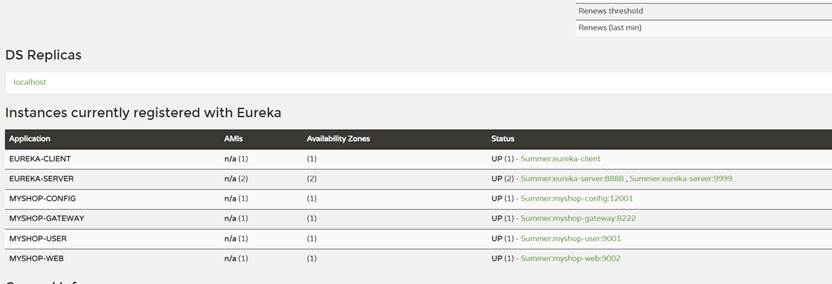 Renews threshold
Renews (last min)
DS Replicas
localhost
Instances currently registered with Eureka
Application AMIs Availability Zones Status
EUREKA-CLIENT n/a (1) (1) UP (1) - Summer:eureka-client
EUREKA-SERVER n/a (2) (2) UP (2) - Summer:eureka-server:8888 , Summer:eureka-server:9999
MYSHOP-CONFIG n/a (1) (1) UP (1) - Summer:myshop-config:12001
MYSHOP-GATEWAY n/a (1) (1) UP (1) - Summer:myshop-gateway:8222
MYSHOP-USER n/a (1) (1) UP (1) - Summer:myshop-user:9001
MYSHOP-WEB n/a (1) (1) UP (1) - Summer:myshop-web:9002